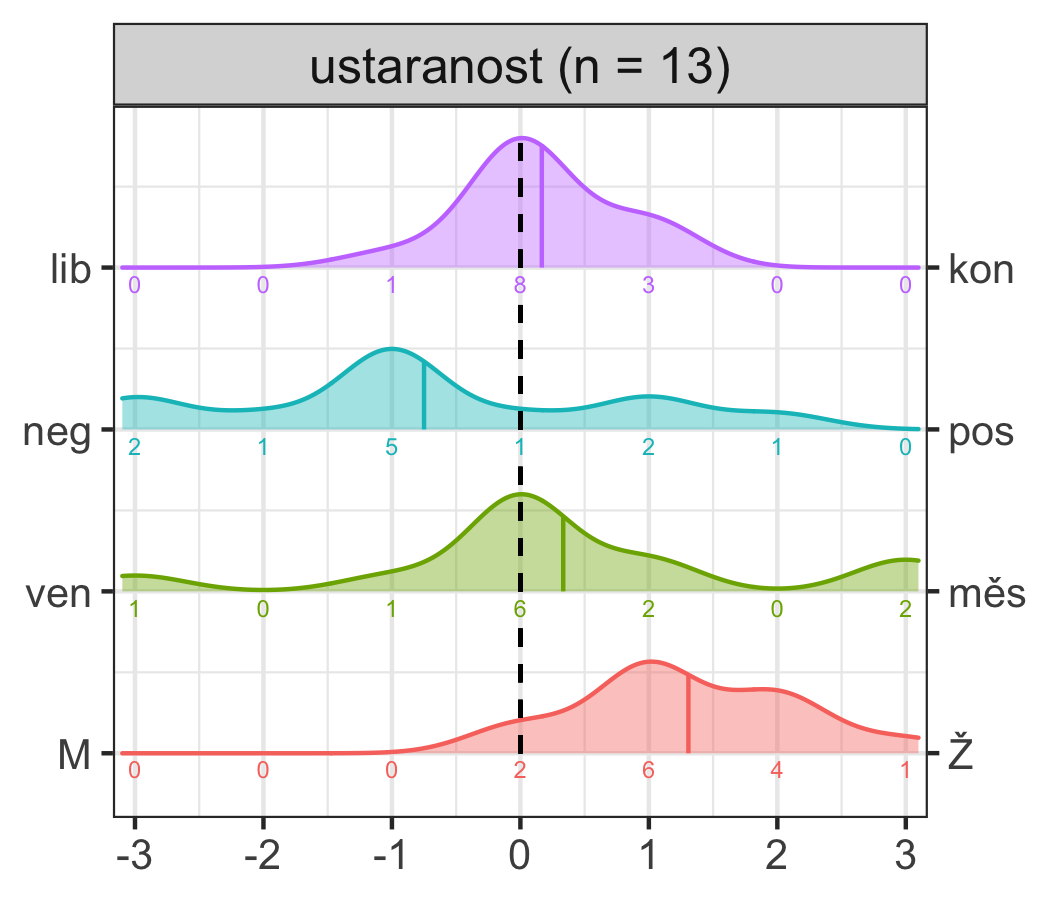 ustaranost (n = 13)
lib kon
0 0 1 8 3 0 0
neg pos
2 1 5 1 2 1 0
ven měs
1 0 1 6 2 0 2
M Ž
0 0 0 2 6 4 1
-3 -2 -1 0 1 2 3